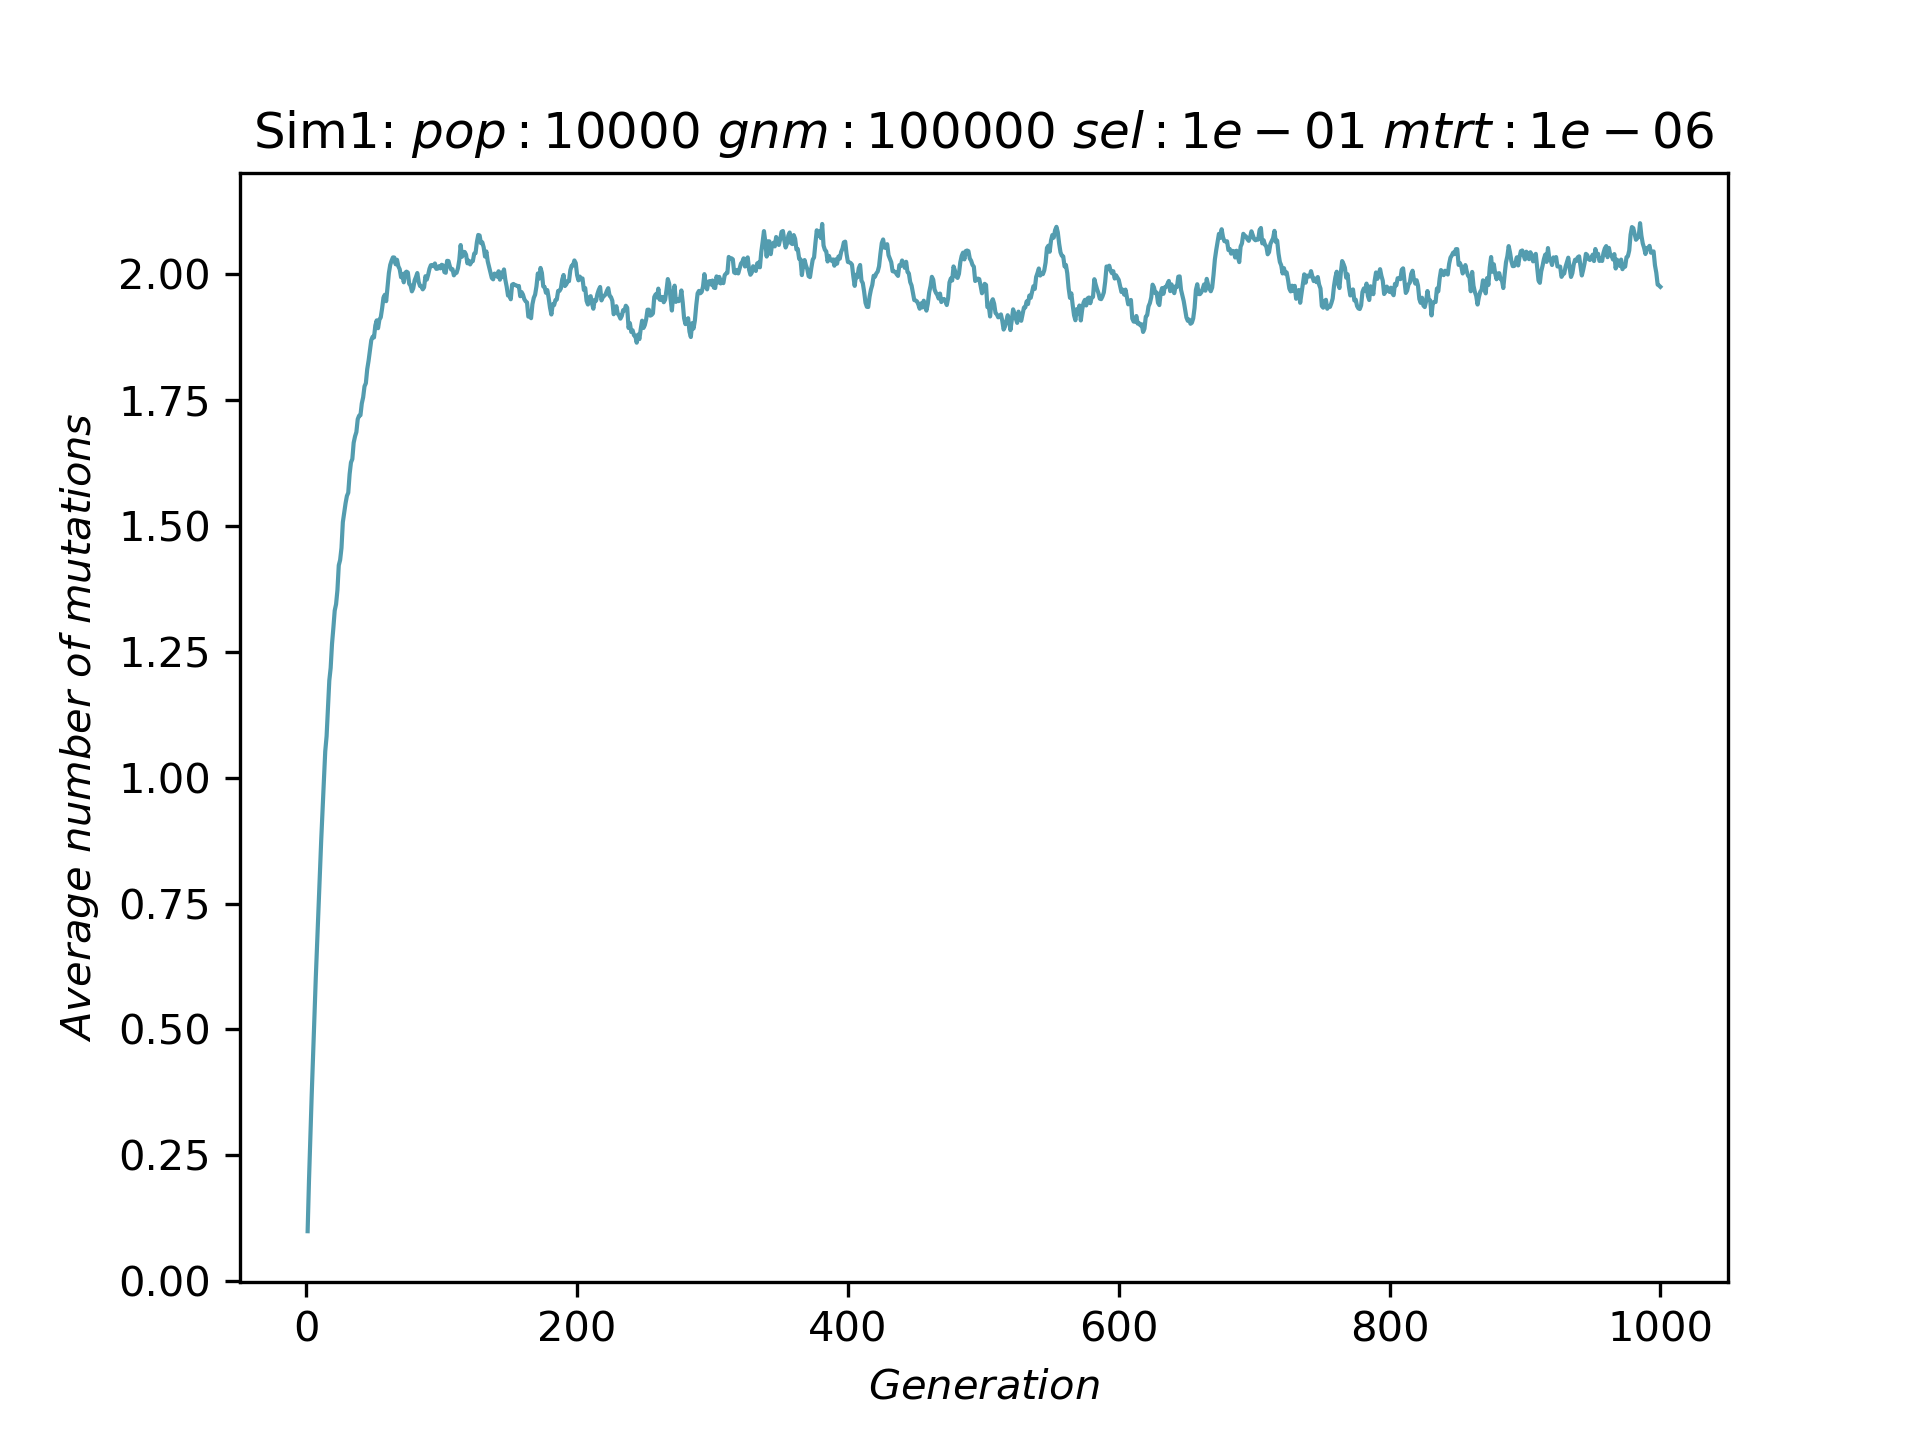 Sim1: pop : 10000 gnm : 100000 sel : 1e − 01 mtrt : 1e − 06
Average number of mutations
2.00
1.75
1.50
1.25
1.00
0.75
0.50
0.25
0.00
0 200 400 600 800 1000
Generation